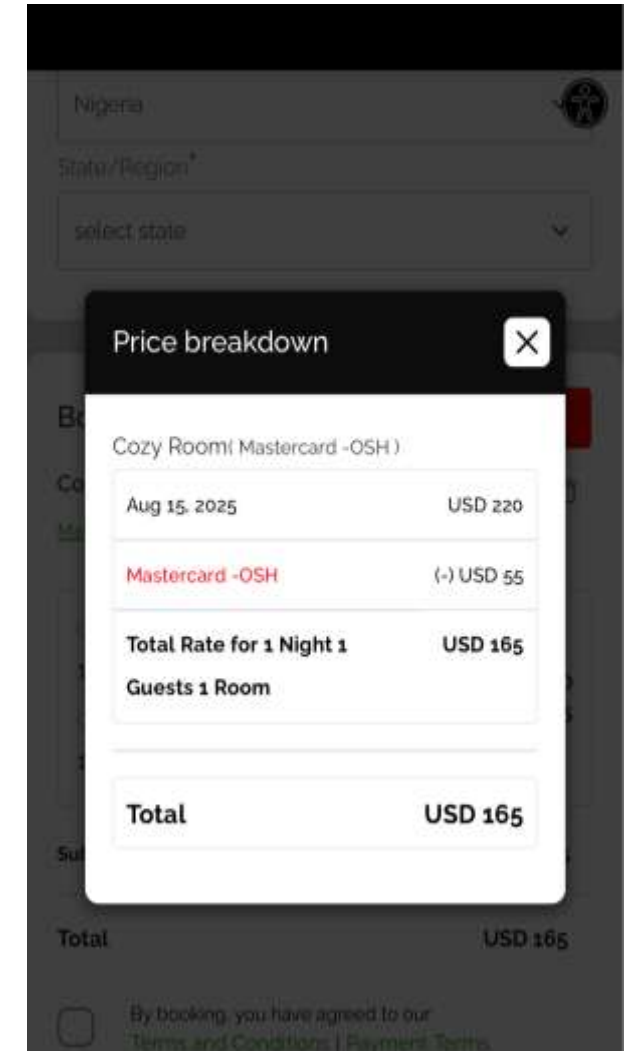 Nigeria
State/Region*
select state
Price breakdown
Cozy Room( Mastercard -OSH )
Aug 15, 2025 USD 220
Mastercard -OSH (-) USD 55
Total Rate for 1 Night 1 USD 165
Guests 1 Room
Total USD 165
Total USD 165
By booking, you have agreed to our
Terms and Conditions | Payment Terms